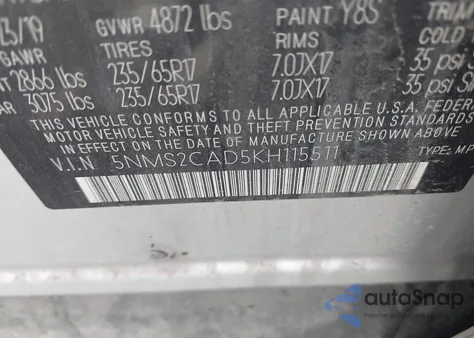 GVWR 4872 lbs PAINT Y8S
3/19 TIRES RIMS COLD
GAWR
2866 lbs 235/65R17 7.0JX17 35 psi
3075 lbs 235/65R17 7.0JX17 35 psi
THIS VEHICLE CONFORMS TO ALL APPLICABLE U.S.A. FEDER
MOTOR VEHICLE SAFETY AND THEFT PREVENTION STANDARDS
IN EFFECT ON THE DATE OF MANUFACTURE SHOWN ABOVE.
V.I.N 5NMS2CAD5KH115511
TYPE: MP
autoSnap